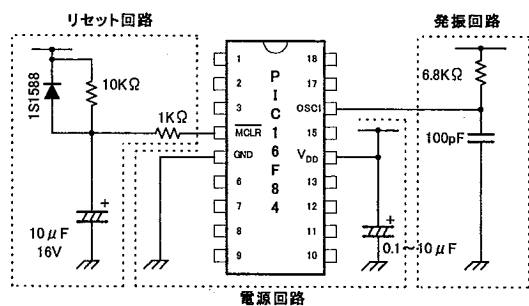 リセット回路
発振回路
1S1588
10KΩ
1KΩ
10μF
16V
PIC16F84
1
2
3
MCLR
GND
6
7
8
9
18
17
OSC1
15
VDD
13
12
11
10
6.8KΩ
100pF
+
+
0.1～10μF
電源回路